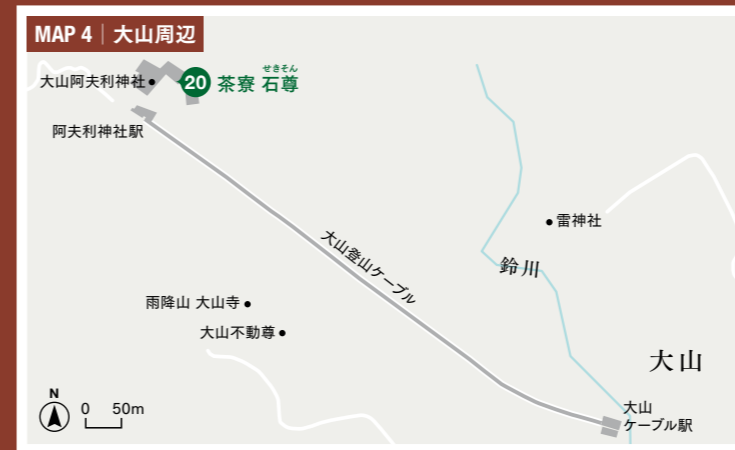 MAP 4 | 大山周辺
大山阿夫利神社
20 茶寮 石尊
せきそん
阿夫利神社駅
雷神社
大山登山ケーブル
鈴川
雨降山 大山寺
大山不動尊
大山
N
0 50m
大山
ケーブル駅